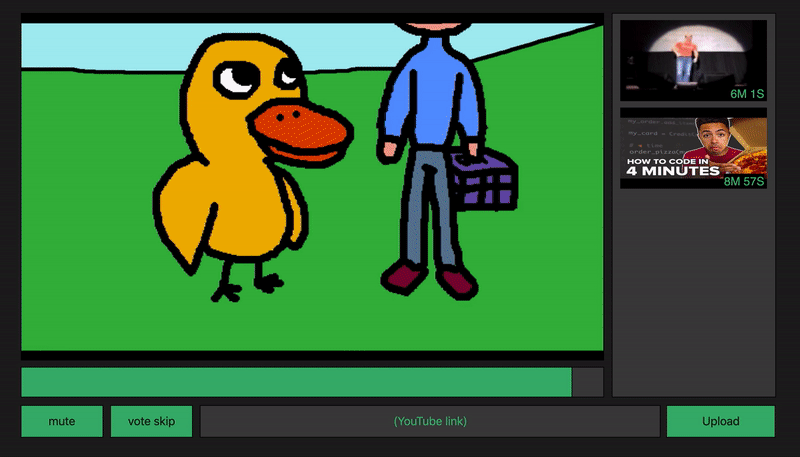 6M 1S
HOW TO CODE IN
4 MINUTES
8M 57S
mute
vote skip
(YouTube link)
Upload